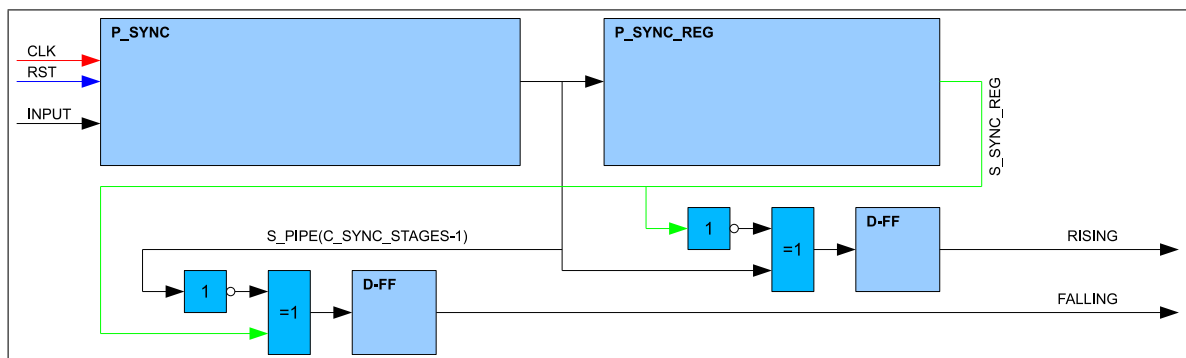 P_SYNC
P_SYNC_REG
CLK
RST
INPUT
S_SYNC_REG
1
=1
D-FF
RISING
S_PIPE(C_SYNC_STAGES-1)
1
=1
D-FF
FALLING